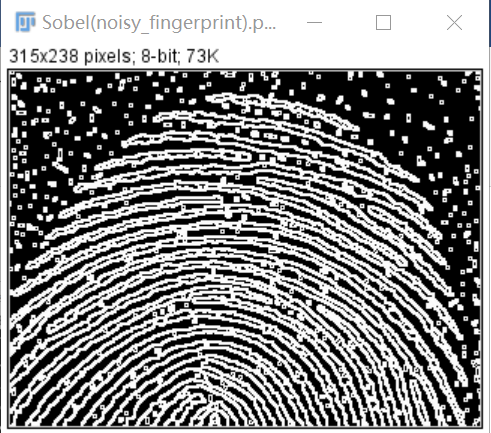 Sobel(noisy_fingerprint).p...
315x238 pixels; 8-bit; 73K